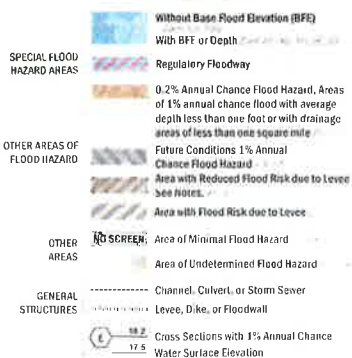 Without Base Flood Elevation (BFE)
With BFE or Depth
SPECIAL FLOOD
HAZARD AREAS
Regulatory Floodway
0.2% Annual Chance Flood Hazard, Areas
of 1% annual chance flood with average
depth less than one foot or with drainage
areas of less than one square mile
OTHER AREAS OF
FLOOD HAZARD
Future Conditions 1% Annual
Chance Flood Hazard
Area with Reduced Flood Risk due to Levee
See Notes.
Area with Flood Risk due to Levee
NO SCREEN
Area of Minimal Flood Hazard
OTHER
AREAS
Area of Undetermined Flood Hazard
GENERAL
STRUCTURES
Channel, Culvert, or Storm Sewer
Levee, Dike, or Floodwall
E
18.2
17.5
Cross Sections with 1% Annual Chance
Water Surface Elevation